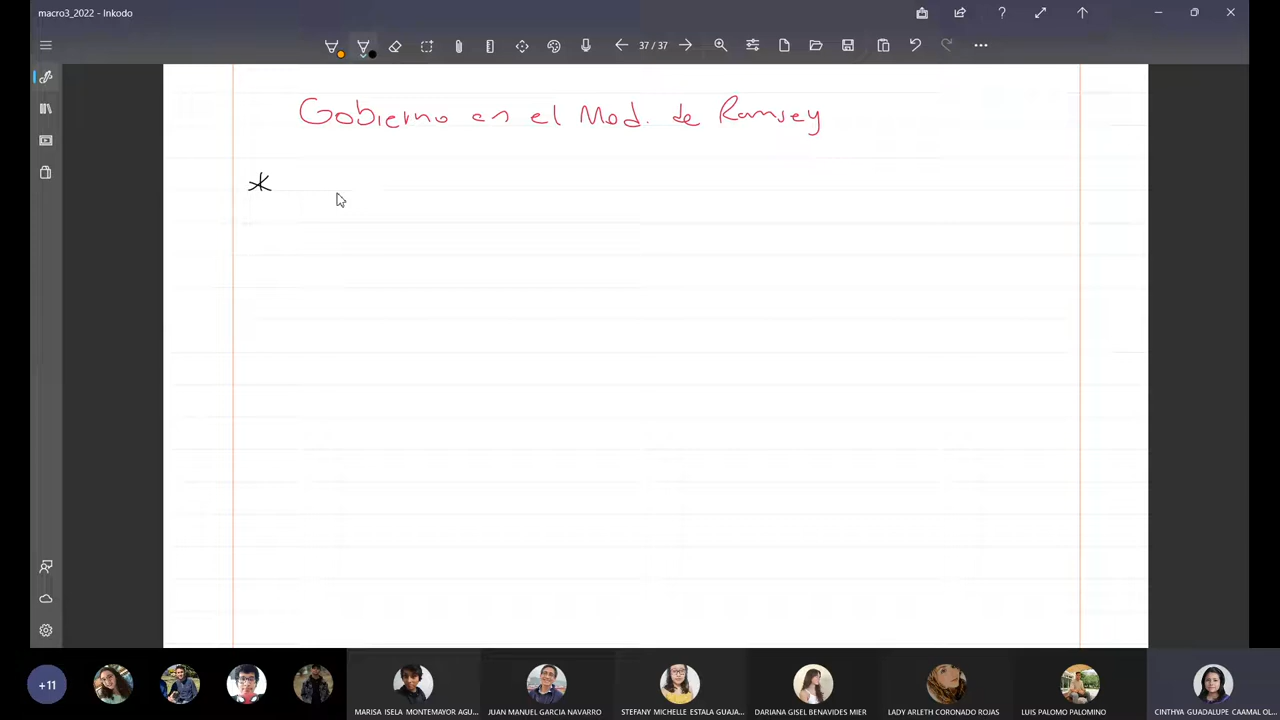 macro3_2022 - Inkodo
37 / 37
Gobierno en el Mod. de Ramsey
*
+11
MARISA ISELA MONTEMAYOR AGU...
JUAN MANUEL GARCIA NAVARRO
STEFANY MICHELLE ESTALA GUAJA...
DARIANA GISEL BENAVIDES MIER
LADY ARLETH CORONADO ROJAS
LUIS PALOMO PALOMINO
CINTHYA GUADALUPE CAAMAL OL...